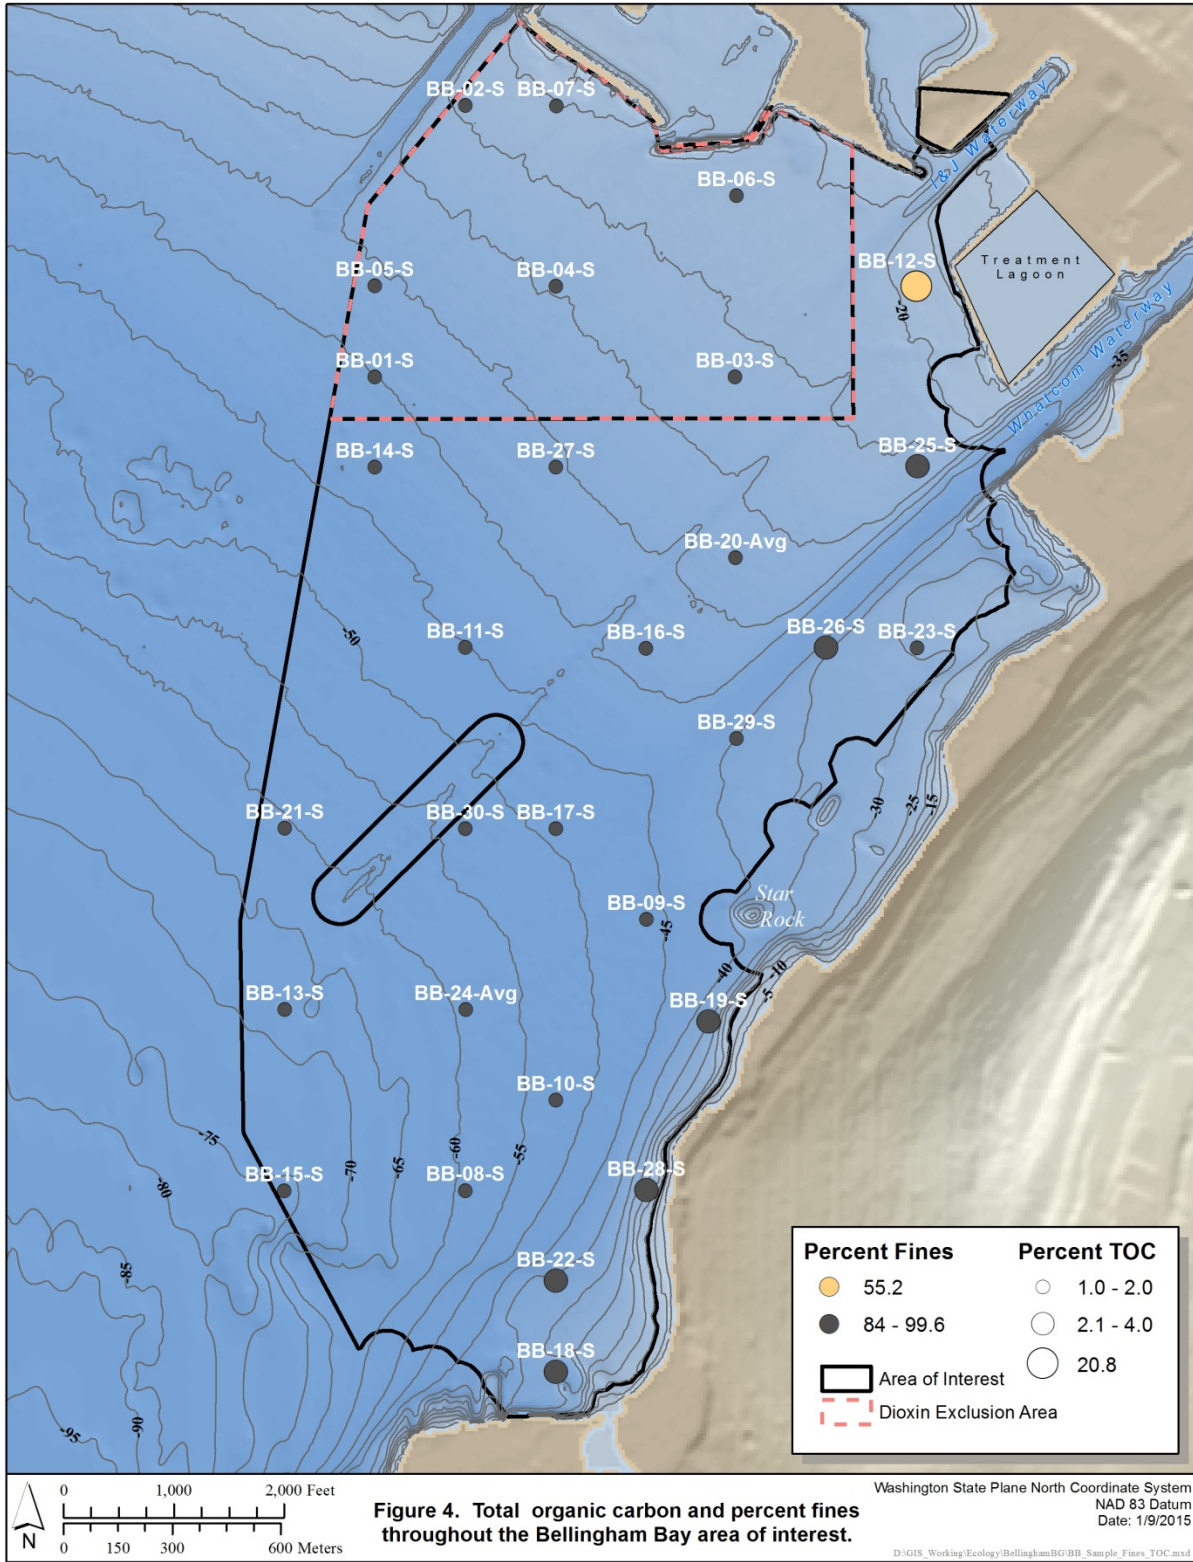 BB-02-S BB-07-S
I&J Waterway
BB-06-S
BB-05-S BB-04-S BB-12-S
Treatment
Lagoon
-20
Whatcom Waterway
-35
BB-01-S BB-03-S
BB-14-S BB-27-S BB-25-S
BB-20-Avg
-50
BB-11-S BB-16-S BB-26-S BB-23-S
BB-29-S
-30 -25 -15
BB-21-S BB-30-S BB-17-S
Star
Rock
BB-09-S
-45
-40 -10
-5
BB-13-S BB-24-Avg BB-19-S
BB-10-S
-75 -60 -55
-80 -70 -65
BB-15-S BB-08-S BB-28-S
BB-22-S
-85
BB-18-S
-90
-95
Percent Fines Percent TOC
55.2 1.0 - 2.0
84 - 99.6 2.1 - 4.0
20.8
Area of Interest
Dioxin Exclusion Area
N
0 1,000 2,000 Feet
0 150 300 600 Meters
Figure 4. Total organic carbon and percent fines
throughout the Bellingham Bay area of interest.
Washington State Plane North Coordinate System
NAD 83 Datum
Date: 1/9/2015
D:\GIS_Working\Ecology\BellinghamBG\BB_Sample_Fines_TOC.mxd